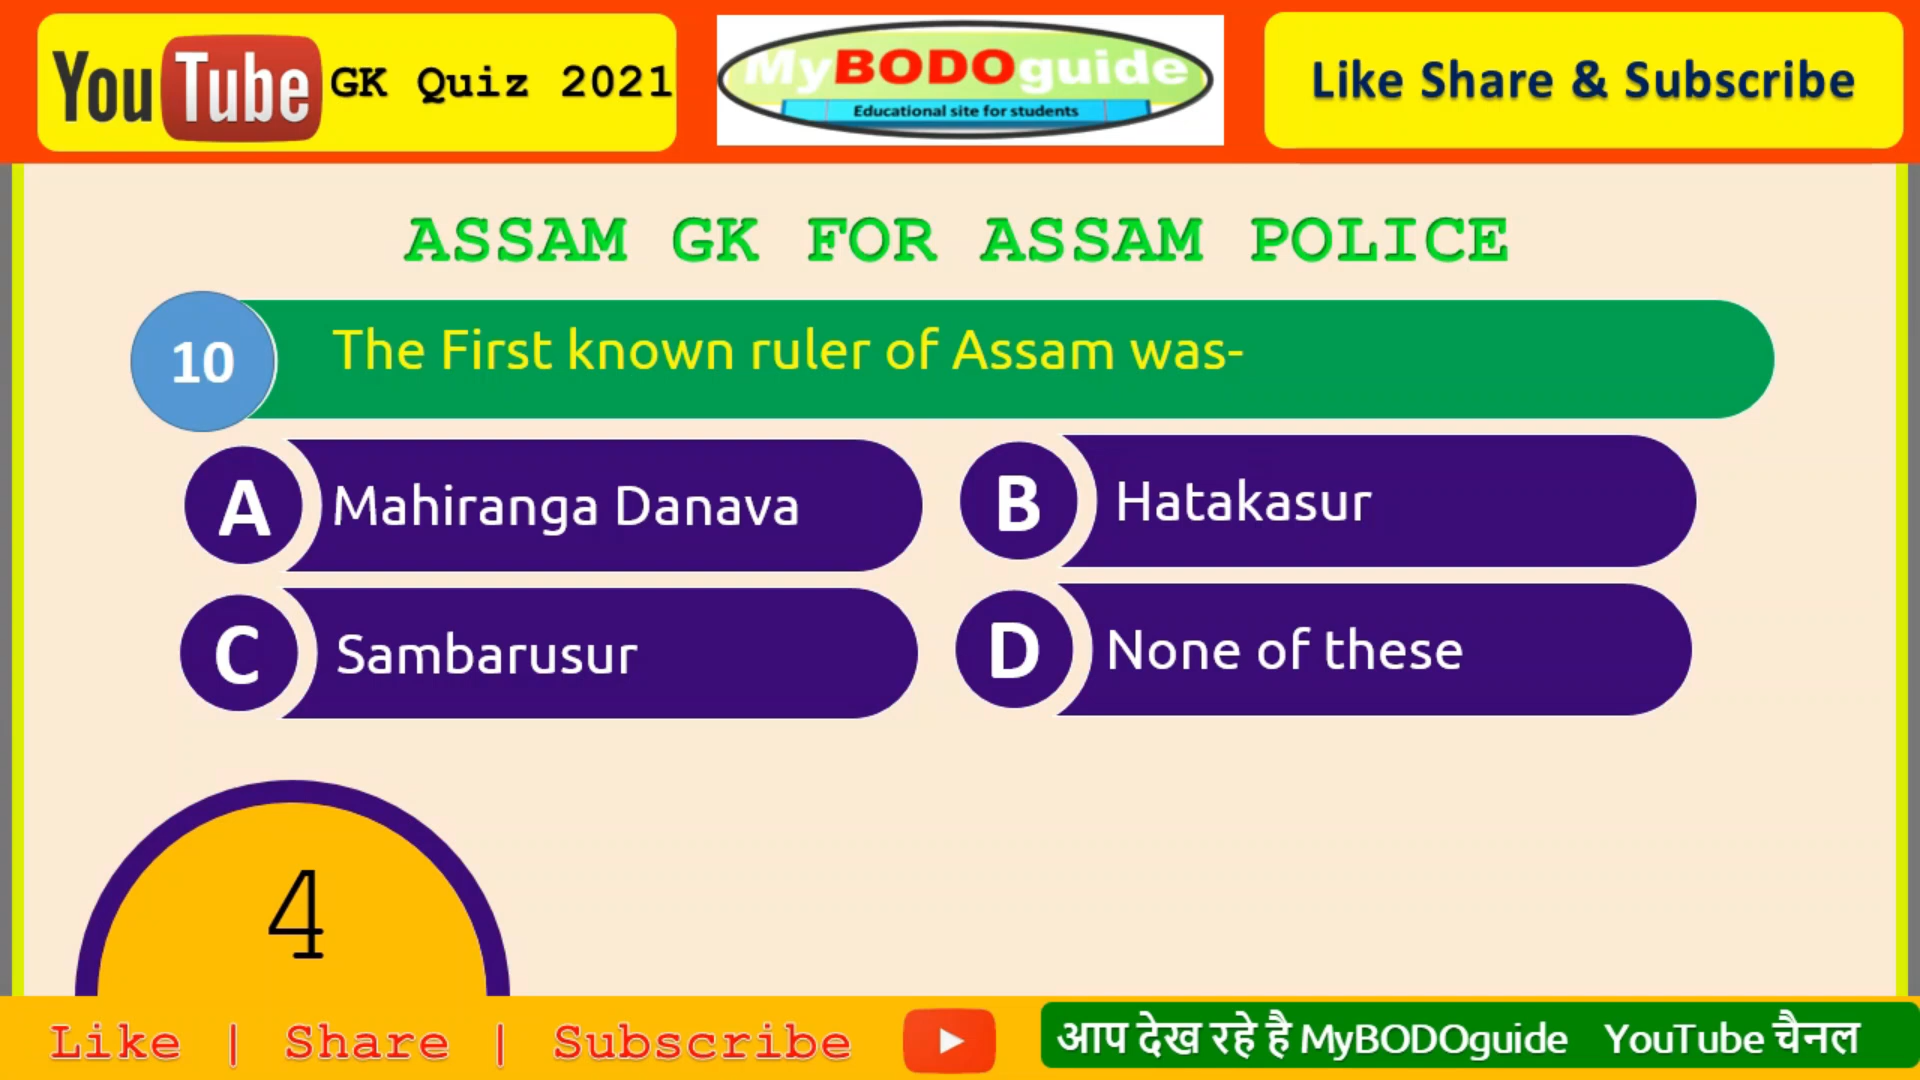 YouTube GK Quiz 2021
MyBODOguide
Educational site for students
Like Share & Subscribe
ASSAM GK FOR ASSAM POLICE
10 The First known ruler of Assam was-
A Mahiranga Danava
B Hatakasur
C Sambarusur
D None of these
4
Like | Share | Subscribe
आप देख रहे है MyBODOguide YouTube चैनल